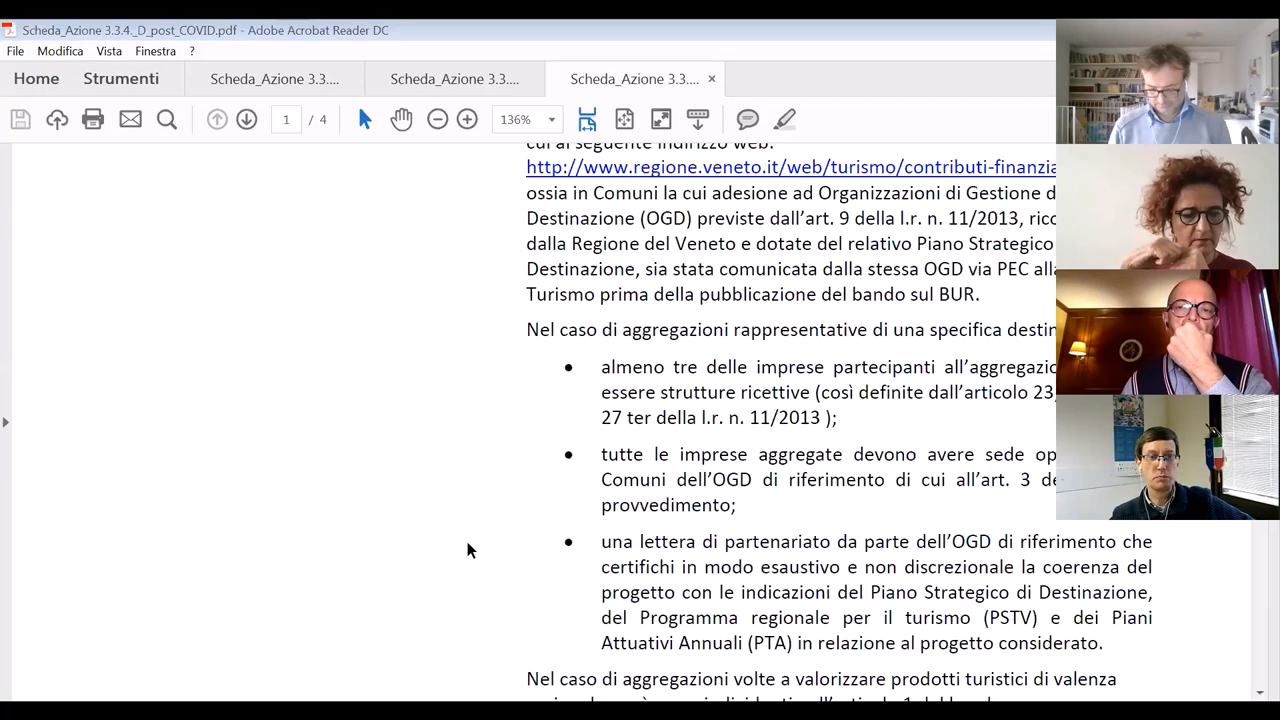 Scheda_Azione 3.3.4._D_post_COVID.pdf - Adobe Acrobat Reader DC
File Modifica Vista Finestra ?
Home Strumenti Scheda_Azione 3.3.... Scheda_Azione 3.3.... Scheda_Azione 3.3.... ×
1 / 4 136%
cui al seguente indirizzo web:
http://www.regione.veneto.it/web/turismo/contributi-finanzia
ossia in Comuni la cui adesione ad Organizzazioni di Gestione d
Destinazione (OGD) previste dall’art. 9 della l.r. n. 11/2013, rico
dalla Regione del Veneto e dotate del relativo Piano Strategico
Destinazione, sia stata comunicata dalla stessa OGD via PEC alla
Turismo prima della pubblicazione del bando sul BUR.
Nel caso di aggregazioni rappresentative di una specifica destin
• almeno tre delle imprese partecipanti all’aggregazio
essere strutture ricettive (così definite dall’articolo 23,
27 ter della l.r. n. 11/2013 );
• tutte le imprese aggregate devono avere sede op
Comuni dell’OGD di riferimento di cui all’art. 3 de
provvedimento;
• una lettera di partenariato da parte dell’OGD di riferimento che
certifichi in modo esaustivo e non discrezionale la coerenza del
progetto con le indicazioni del Piano Strategico di Destinazione,
del Programma regionale per il turismo (PSTV) e dei Piani
Attuativi Annuali (PTA) in relazione al progetto considerato.
Nel caso di aggregazioni volte a valorizzare prodotti turistici di valenza